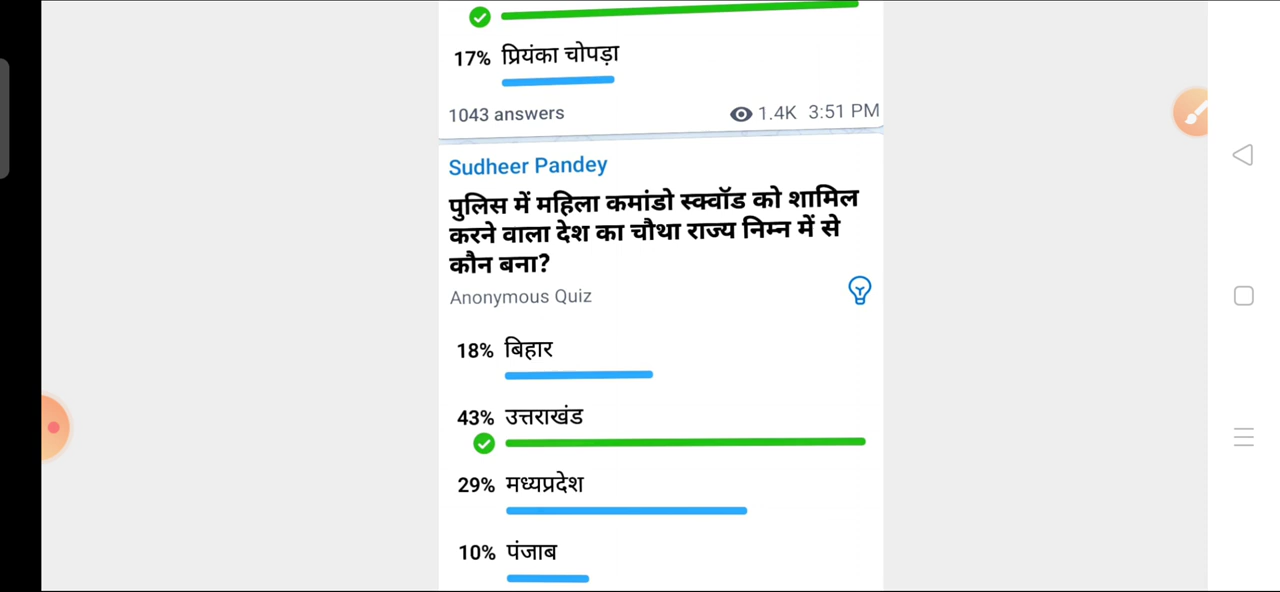 17% प्रियंका चोपड़ा
1043 answers 1.4K 3:51 PM
Sudheer Pandey
पुलिस में महिला कमांडो स्क्वॉड को शामिल
करने वाला देश का चौथा राज्य निम्न में से
कौन बना?
Anonymous Quiz
18% बिहार
43% उत्तराखंड
29% मध्यप्रदेश
10% पंजाब